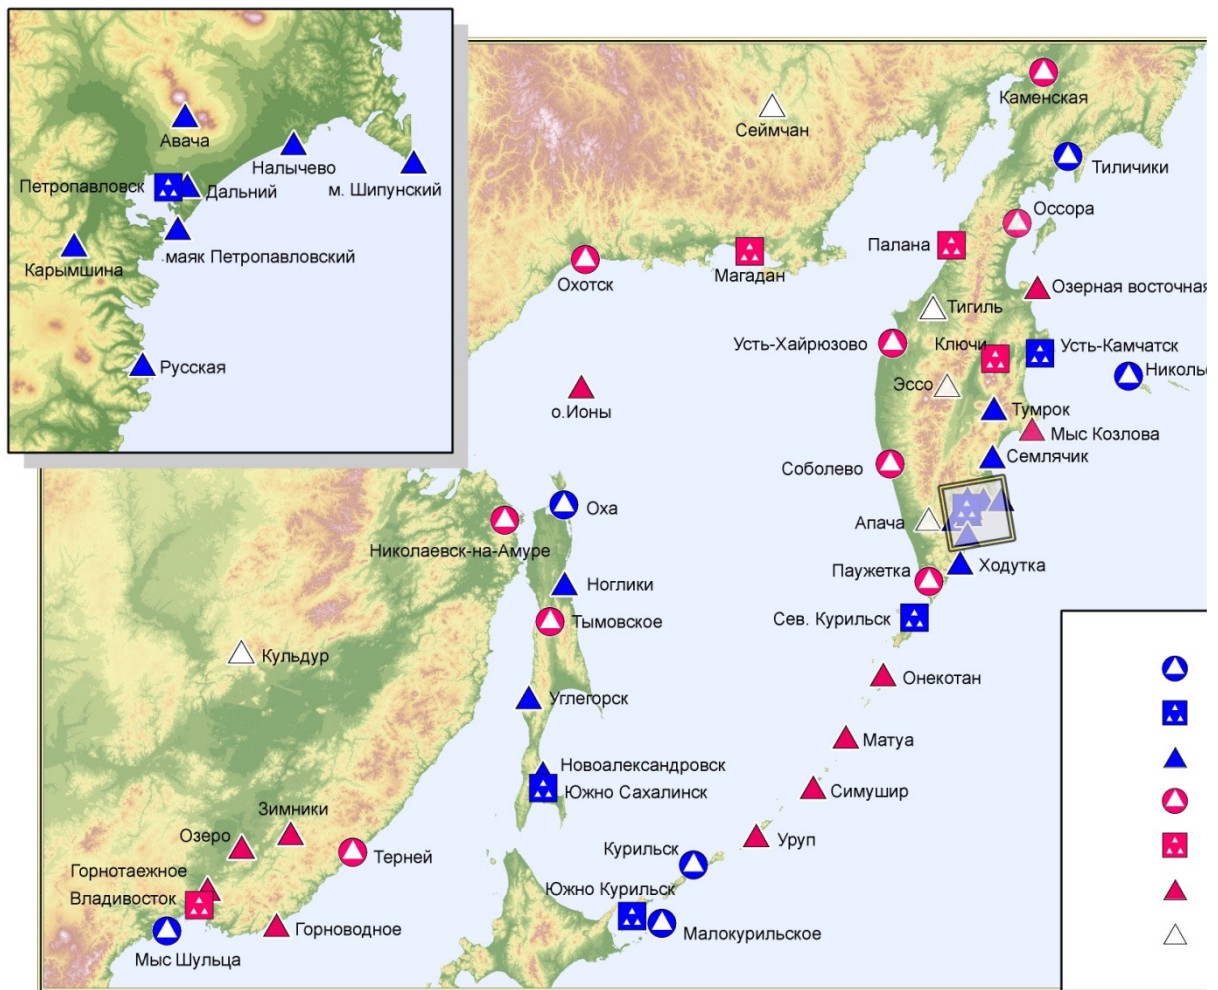 Авача
Налычево
м. Шипунский
Петропавловск
Дальний
маяк Петропавловский
Карымшина
Русская
Каменская
Сеймчан
Тиличики
Оссора
Палана
Магадан
Охотск
Озерная восточная
Тигиль
Усть-Хайрюзово
Ключи
Усть-Камчатск
Николь
Эссо
о.Ионы
Тумрок
Мыс Козлова
Семлячик
Соболево
Оха
Апача
Николаевск-на-Амуре
Ходутка
Паужетка
Ноглики
Сев. Курильск
Тымовское
Кульдур
Онекотан
Углегорск
Матуа
Новоалександровск
Южно Сахалинск
Симушир
Зимники
Озеро
Уруп
Терней
Курильск
Горнотаежное
Южно Курильск
Владивосток
Горноводное
Малокурильское
Мыс Шульца